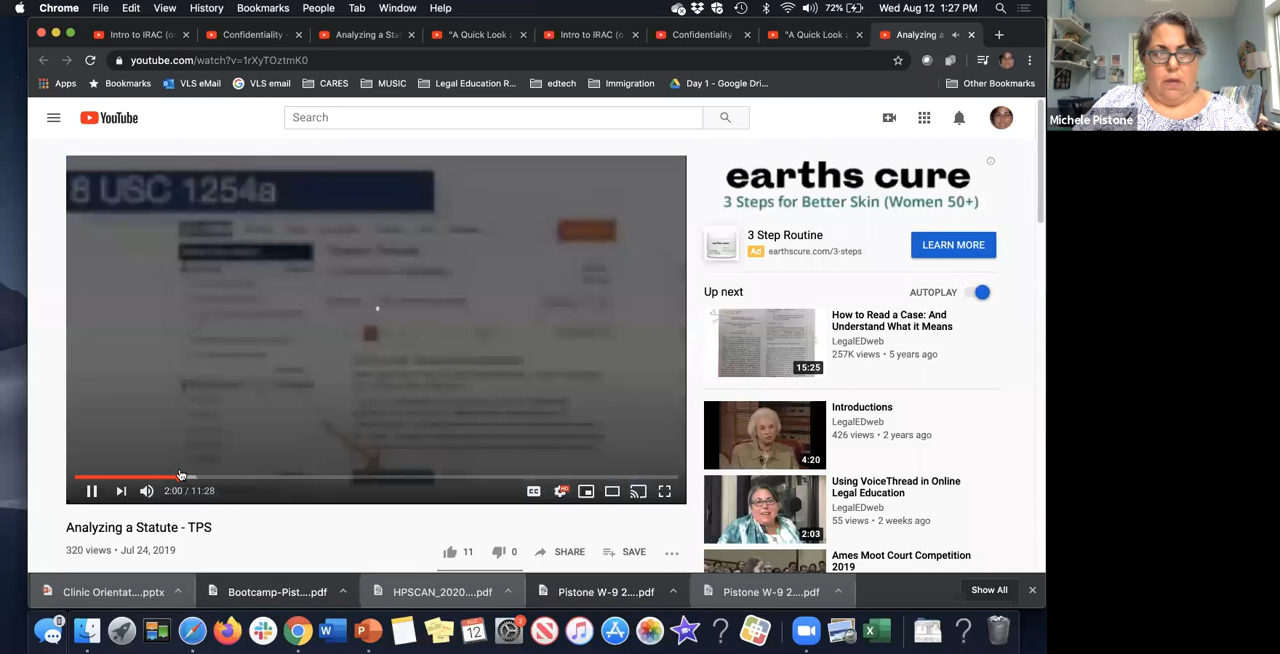 Chrome File Edit View History Bookmarks People Tab Window Help 72% Wed Aug 12 1:27 PM
Intro to IRAC (o × Confidentiality × Analyzing a Sta × "A Quick Look × Intro to IRAC (o × Confidentiality × "A Quick Look × Analyzing a ×
youtube.com/watch?v=1rXyTOztmK0
Apps Bookmarks VLS eMail VLS email CARES MUSIC Legal Education R... edtech Immigration Day 1 - Google Dri... Other Bookmarks
YouTube
Search
Michele Pistone
8 USC 1254a
earths cure
3 Steps for Better Skin (Women 50+)
3 Step Routine
Ad earthscure.com/3-steps
LEARN MORE
Up next
AUTOPLAY
How to Read a Case: And
Understand What it Means
LegalEDweb
257K views • 5 years ago
15:25
Introductions
LegalEDweb
426 views • 2 years ago
4:20
Using VoiceThread in Online
Legal Education
LegalEDweb
55 views • 2 weeks ago
2:03
Ames Moot Court Competition
2019
2:00 / 11:28
CC
HD
Analyzing a Statute - TPS
320 views • Jul 24, 2019
11 0 SHARE SAVE
Clinic Orientat....pptx
Bootcamp-Pist....pdf
HPSCAN_2020....pdf
Pistone W-9 2....pdf
Pistone W-9 2....pdf
Show All